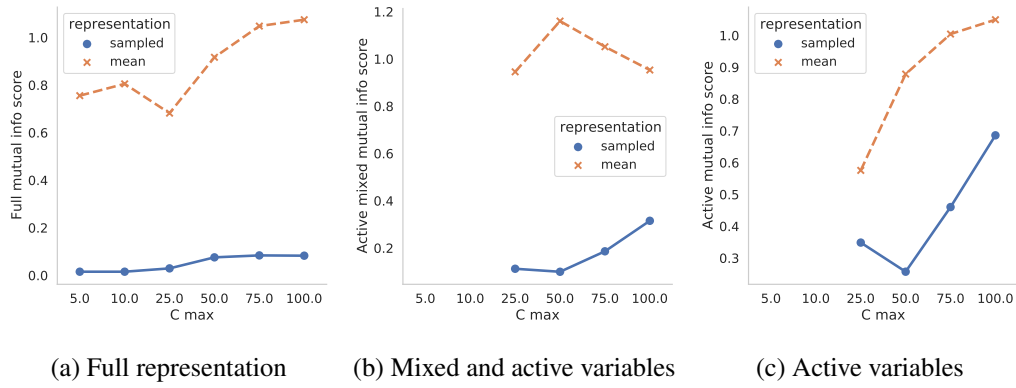 representation
sampled
mean
Full mutual info score
1.0
0.8
0.6
0.4
0.2
0.0
5.0 10.0 25.0 50.0 75.0 100.0
C max
(a) Full representation
1.2
1.0
0.8
0.6
0.4
0.2
Active mixed mutual info score
representation
sampled
mean
5.0 10.0 25.0 50.0 75.0 100.0
C max
(b) Mixed and active variables
representation
sampled
mean
Active mutual info score
1.0
0.9
0.8
0.7
0.6
0.5
0.4
0.3
5.0 10.0 25.0 50.0 75.0 100.0
C max
(c) Active variables